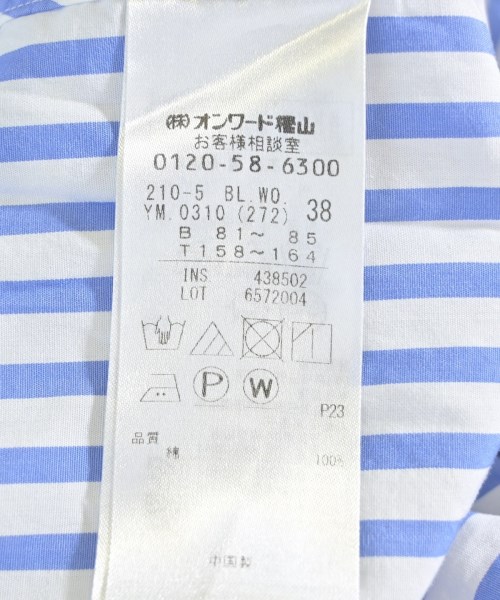 (株)オンワード樫山
お客様相談室
0120-58-6300
210-5 BL.WO.
YM.0310 (272) 38
B 81～ 85
T158～164
INS 438502
LOT 6572004
P W
P23
品質
綿 100%
中国製